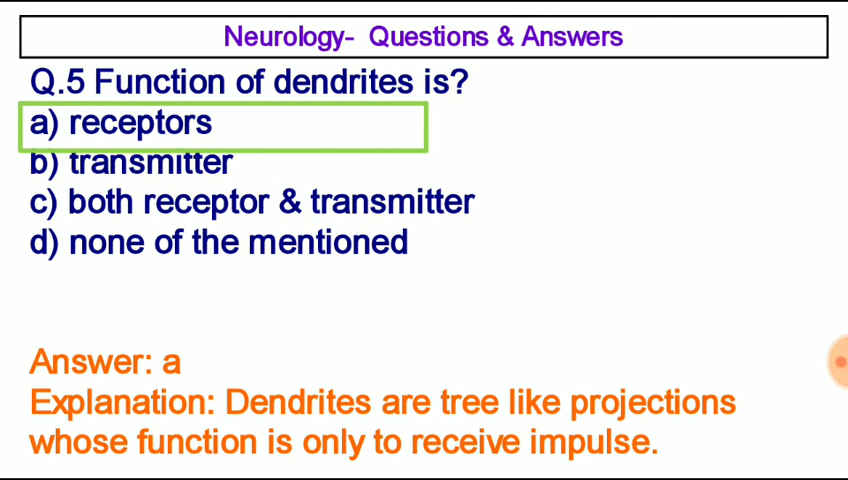 Neurology- Questions & Answers
Q.5 Function of dendrites is?
a) receptors
b) transmitter
c) both receptor & transmitter
d) none of the mentioned
Answer: a
Explanation: Dendrites are tree like projections
whose function is only to receive impulse.